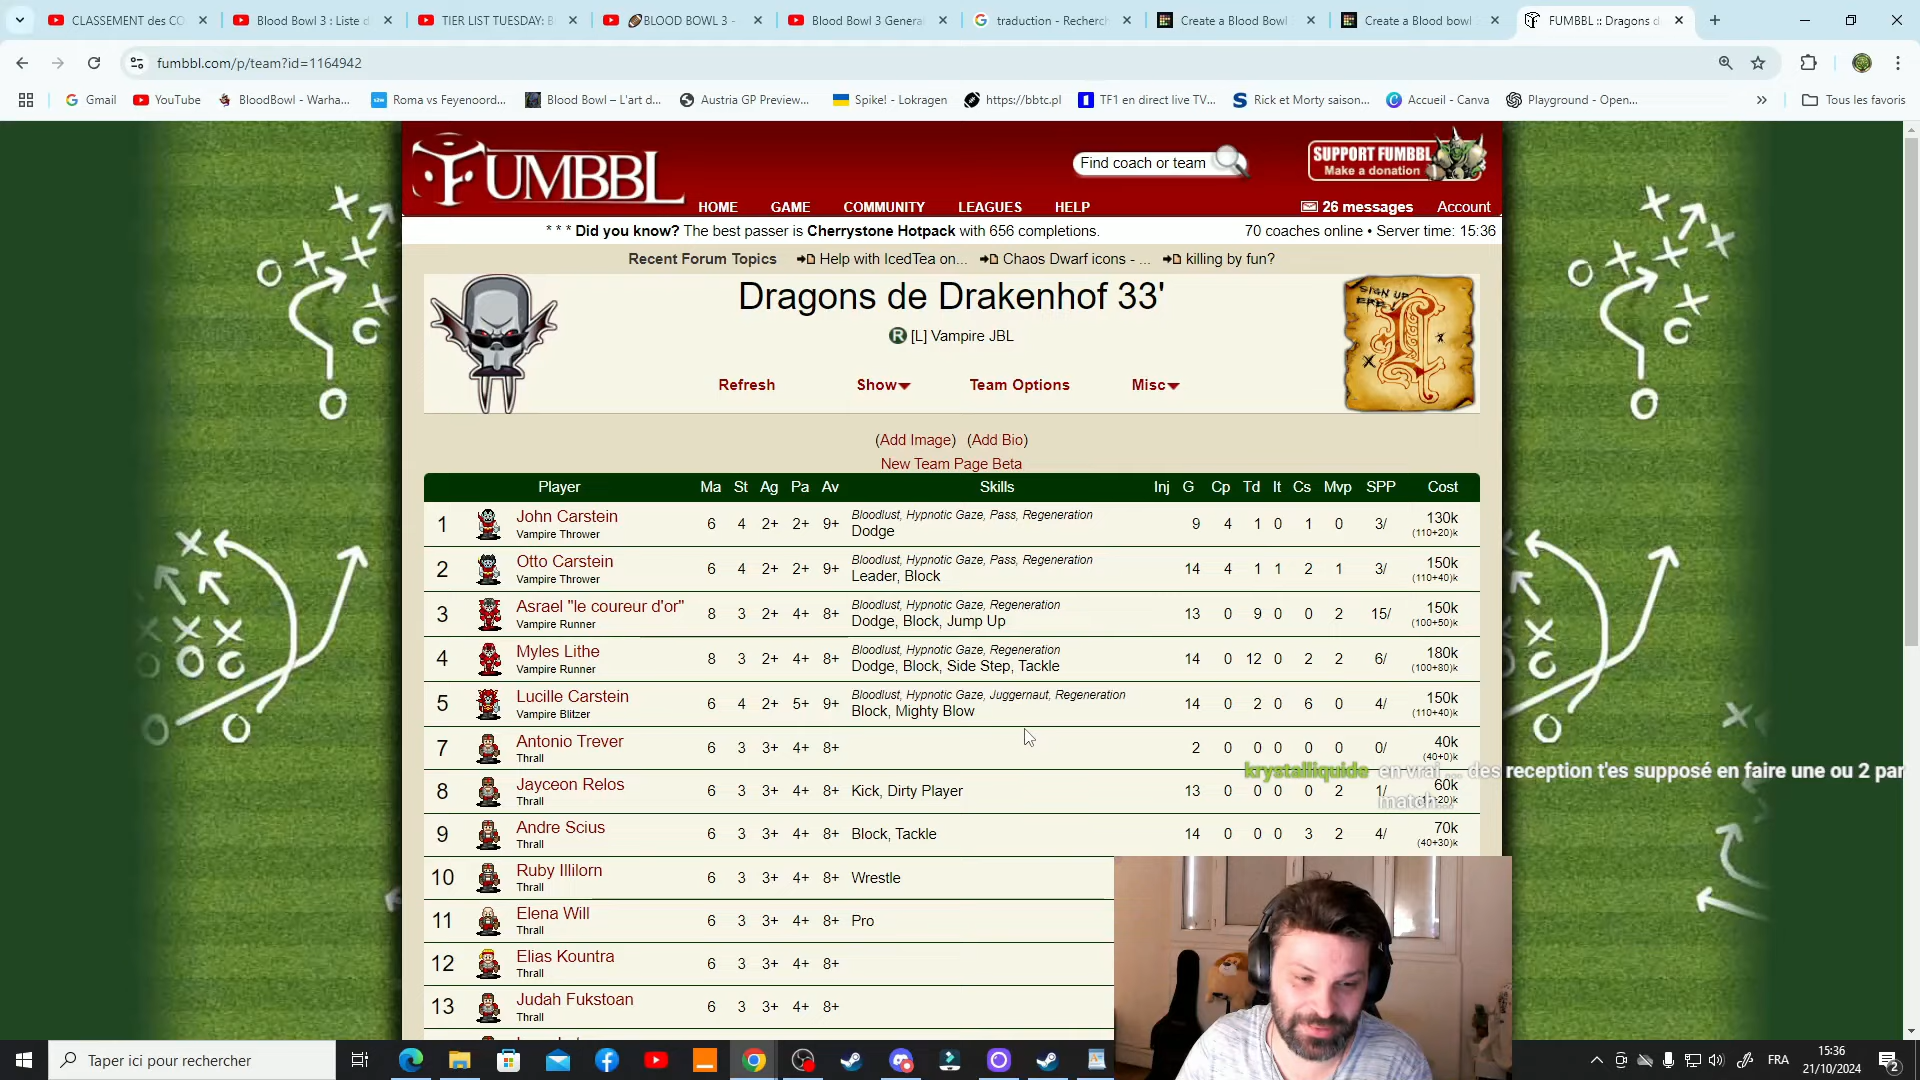 CLASSEMENT des CO
Blood Bowl 3 : Liste d
TIER LIST TUESDAY: B
🏈BLOOD BOWL 3 -
Blood Bowl 3 Genera
traduction - Recherch
Create a Blood Bowl
Create a Blood bowl
FUMBBL :: Dragons d
fumbbl.com/p/team?id=1164942
Gmail
YouTube
BloodBowl - Warha...
Roma vs Feyenoord...
Blood Bowl – L'art d...
Austria GP Preview...
Spike! - Lokragen
https://bbtc.pl
TF1 en direct live TV...
Rick et Morty saison...
Accueil - Canva
Playground - Open...
Tous les favoris
FUMBBL
Find coach or team
SUPPORT FUMBBL
Make a donation
HOME GAME COMMUNITY LEAGUES HELP
26 messages Account
* * * Did you know? The best passer is Cherrystone Hotpack with 656 completions.
70 coaches online • Server time: 15:36
Recent Forum Topics Help with IcedTea on... Chaos Dwarf icons - ... killing by fun?
Dragons de Drakenhof 33'
SIGN UP
ERE!
R [L] Vampire JBL
Refresh Show Team Options Misc
(Add Image) (Add Bio)
New Team Page Beta
Player Ma St Ag Pa Av Skills Inj G Cp Td It Cs Mvp SPP Cost
1 John Carstein 6 4 2+ 2+ 9+ Bloodlust, Hypnotic Gaze, Pass, Regeneration 9 4 1 0 1 0 3/ 130k
Vampire Thrower Dodge (110+20)k
2 Otto Carstein 6 4 2+ 2+ 9+ Bloodlust, Hypnotic Gaze, Pass, Regeneration 14 4 1 1 2 1 3/ 150k
Vampire Thrower Leader, Block (110+40)k
3 Asrael "le coureur d'or" 8 3 2+ 4+ 8+ Bloodlust, Hypnotic Gaze, Regeneration 13 0 9 0 0 2 15/ 150k
Vampire Runner Dodge, Block, Jump Up (100+50)k
4 Myles Lithe 8 3 2+ 4+ 8+ Bloodlust, Hypnotic Gaze, Regeneration 14 0 12 0 2 2 6/ 180k
Vampire Runner Dodge, Block, Side Step, Tackle (100+80)k
5 Lucille Carstein 6 4 2+ 5+ 9+ Bloodlust, Hypnotic Gaze, Juggernaut, Regeneration 14 0 2 0 6 0 4/ 150k
Vampire Blitzer Block, Mighty Blow (110+40)k
7 Antonio Trever 6 3 3+ 4+ 8+ 2 0 0 0 0 0 0/ 40k
Thrall (40+0)k
krystalliquide en vrai ... des reception t'es supposé en faire une ou 2 par
match...
8 Jayceon Relos 6 3 3+ 4+ 8+ Kick, Dirty Player 13 0 0 0 0 2 1/ 60k
Thrall
9 Andre Scius 6 3 3+ 4+ 8+ Block, Tackle 14 0 0 0 3 2 4/ 70k
Thrall (40+30)k
10 Ruby Illilorn 6 3 3+ 4+ 8+ Wrestle
Thrall
11 Elena Will 6 3 3+ 4+ 8+ Pro
Thrall
12 Elias Kountra 6 3 3+ 4+ 8+
Thrall
13 Judah Fukstoan 6 3 3+ 4+ 8+
Thrall
Taper ici pour rechercher
FRA
15:36
21/10/2024
2